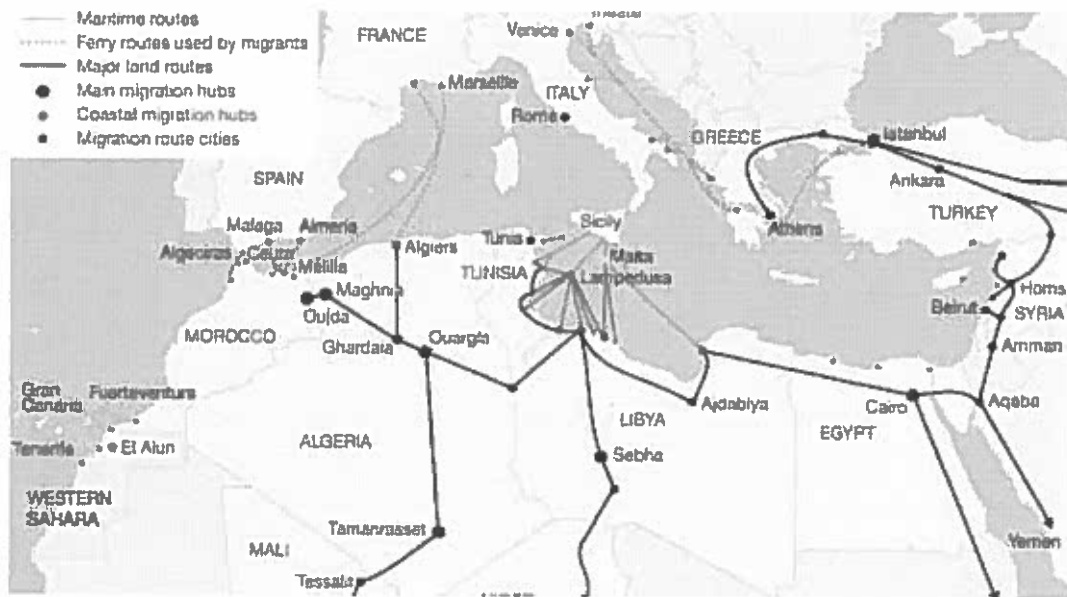 Maritime routes
Ferry routes used by migrants
Major land routes
Main migration hubs
Coastal migration hubs
Migration route cities
FRANCE
Venice
Marseille
ITALY
Rome
GREECE
Istanbul
Ankara
TURKEY
SPAIN
Sicily
Athens
Malaga
Almeria
Algeciras
Ceuta
Melilla
Algiers
Tunis
Malta
TUNISIA
Lampedusa
Homs
Maghnia
Beirut
SYRIA
Oujda
MOROCCO
Ghardaia
Ouargla
Amman
Gran
Canaria
Fuerteventura
Ajdabiya
Cairo
Aqaba
LIBYA
EGYPT
ALGERIA
Tenerife
El Aiun
Sebha
WESTERN
SAHARA
Tamanrasset
MALI
Yemen
Tessalit